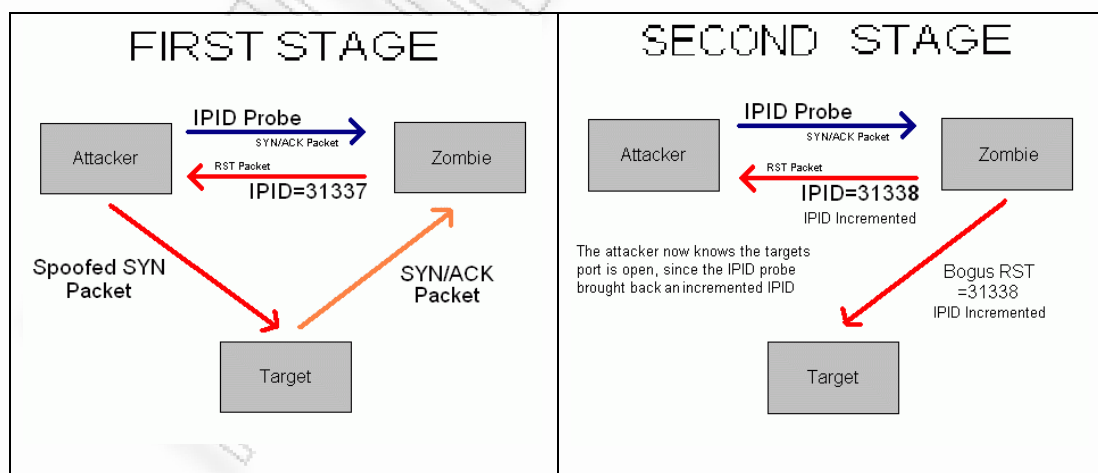 FIRST STAGE
IPID Probe
SYN/ACK Packet
Attacker
Zombie
RST Packet
IPID=31337
Spoofed SYN
Packet
SYN/ACK
Packet
Target
SECOND STAGE
IPID Probe
SYN/ACK Packet
Attacker
Zombie
RST Packet
IPID=31338
IPID Incremented
The attacker now knows the targets
port is open, since the IPID probe
brought back an incremented IPID
Bogus RST
=31338
IPID Incremented
Target